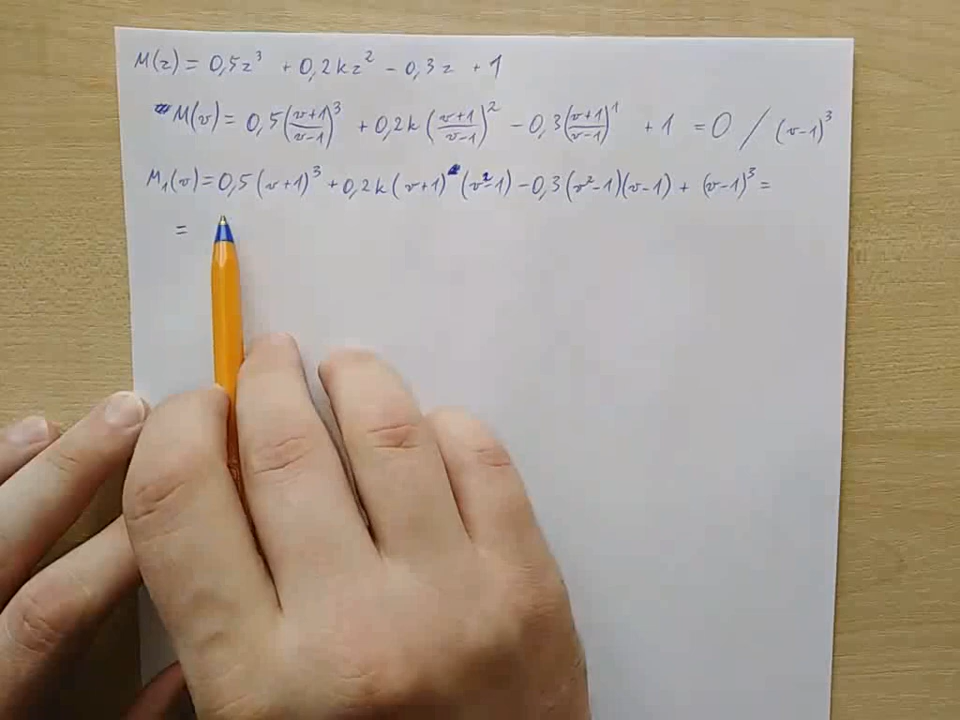 M(z) = 0,5z³ + 0,2kz² - 0,3z + 1
M(v) = 0,5((v+1)/(v-1))³ + 0,2k((v+1)/(v-1))² - 0,3((v+1)/(v-1))¹ + 1 = 0 / (v-1)³
M₁(v) = 0,5(v+1)³ + 0,2k(v+1)(v²-1) - 0,3(v²-1)(v-1) + (v-1)³ =
=